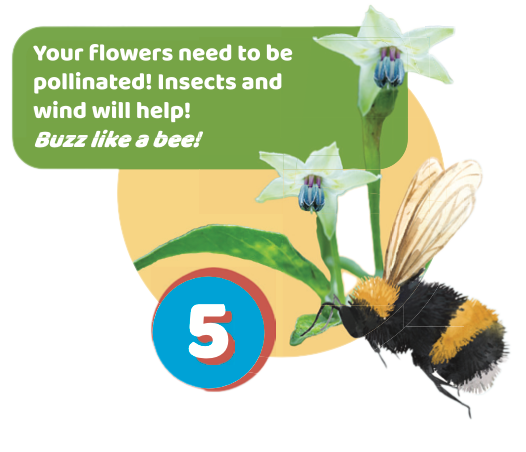 Your flowers need to be
pollinated! Insects and
wind will help!
Buzz like a bee!
5